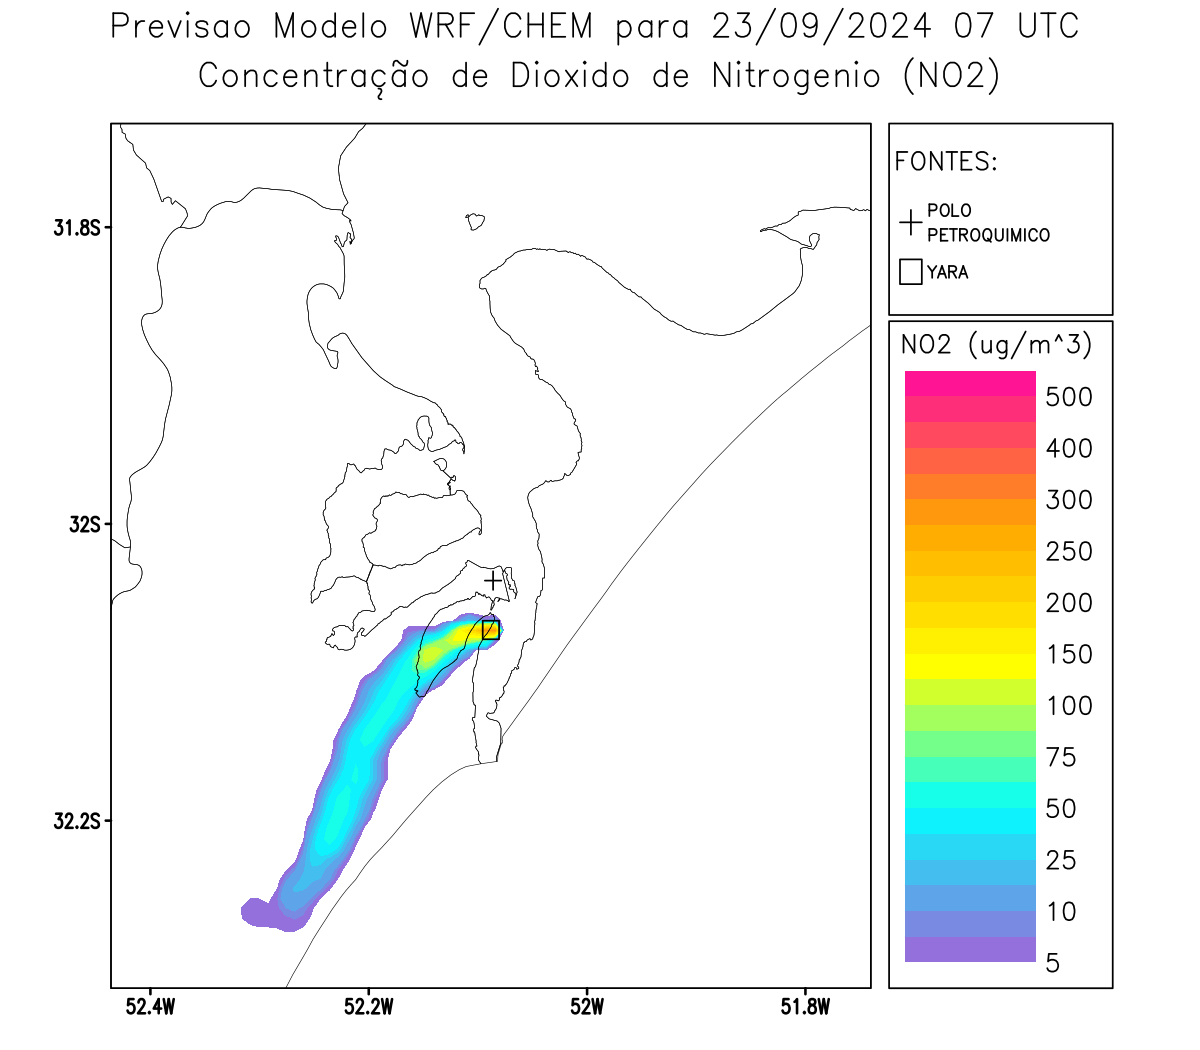 Previsao Modelo WRF/CHEM para 23/09/2024 07 UTC
Concentração de Dioxido de Nitrogenio (NO2)
FONTES:
POLO
PETROQUIMICO
YARA
NO2 (ug/m^3)
500
400
300
250
200
150
100
75
50
25
10
5
31.8S
32S
32.2S
52.4W
52.2W
52W
51.8W